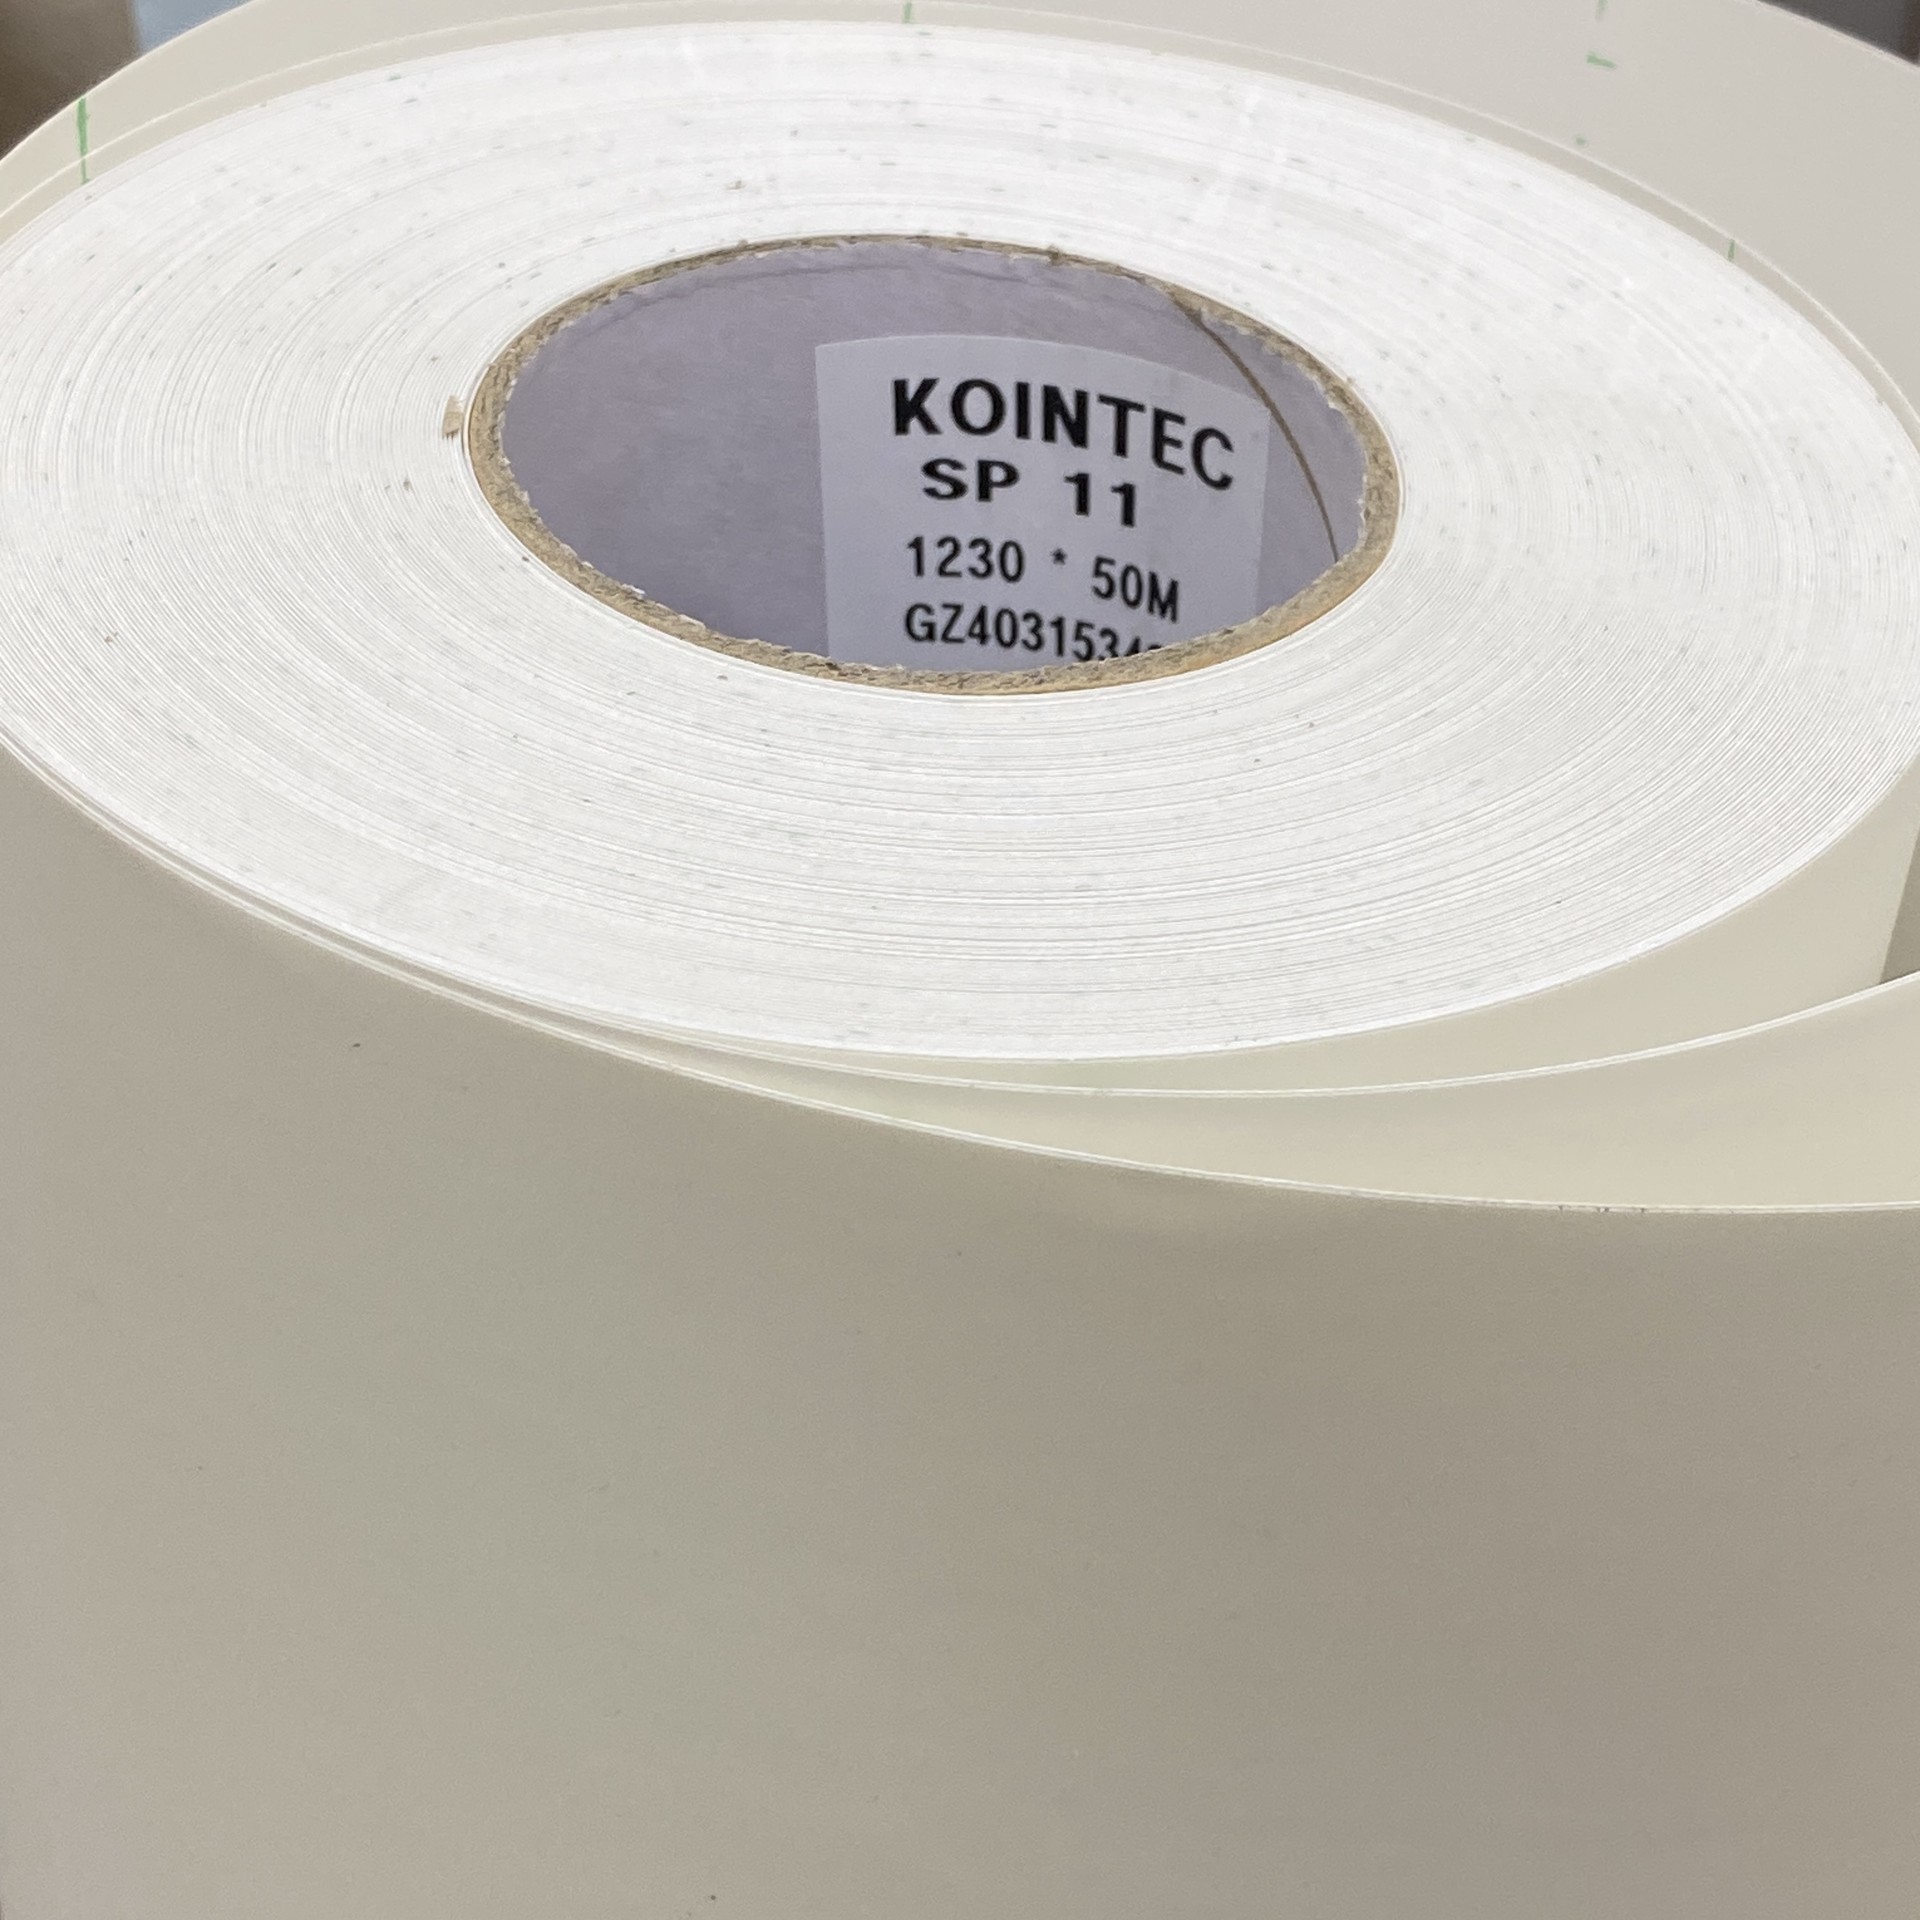 KOINTEC
SP 11
1230 * 50M